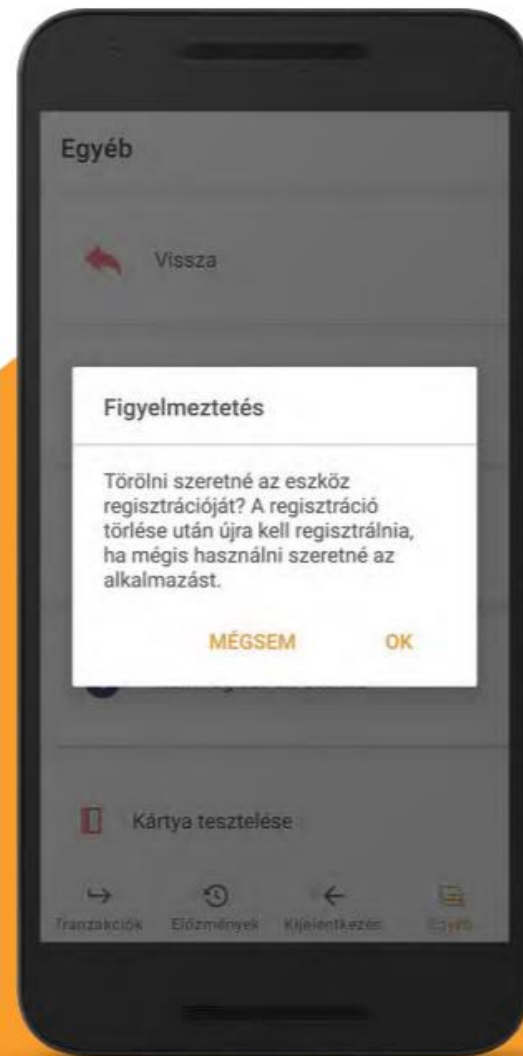 Egyéb
Vissza
Figyelmeztetés
Törölni szeretné az eszköz
regisztrációját? A regisztráció
törlése után újra kell regisztrálnia,
ha mégis használni szeretné az
alkalmazást.
MÉGSEM OK
Kártya tesztelése
Tranzakciók Előzmények Kijelentkezés Egyéb